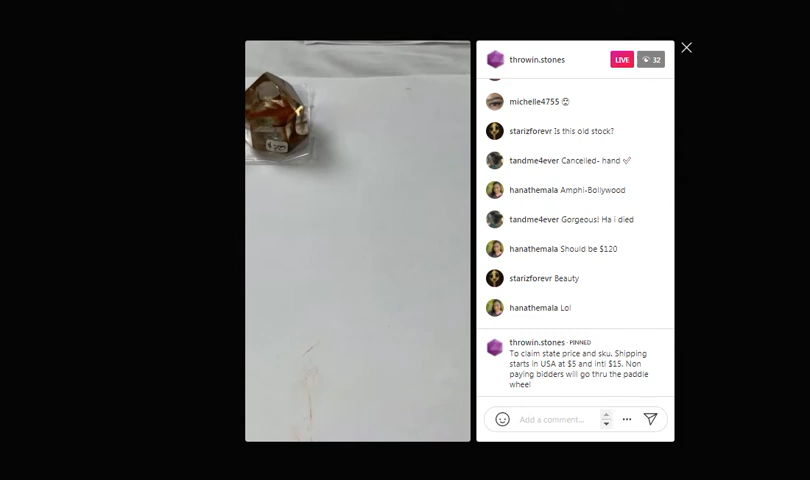 throwin.stones LIVE 32
michelle4755 😍
starizforevr Is this old stock?
tandme4ever Cancelled- hand
hanathemala Amphi-Bollywood
tandme4ever Gorgeous! Ha i died
hanathemala Should be $120
starizforevr Beauty
hanathemala Lol
throwin.stones · PINNED
To claim state price and sku. Shipping
starts in USA at $5 and intl $15. Non
paying bidders will go thru the paddle
wheel
Add a comment...